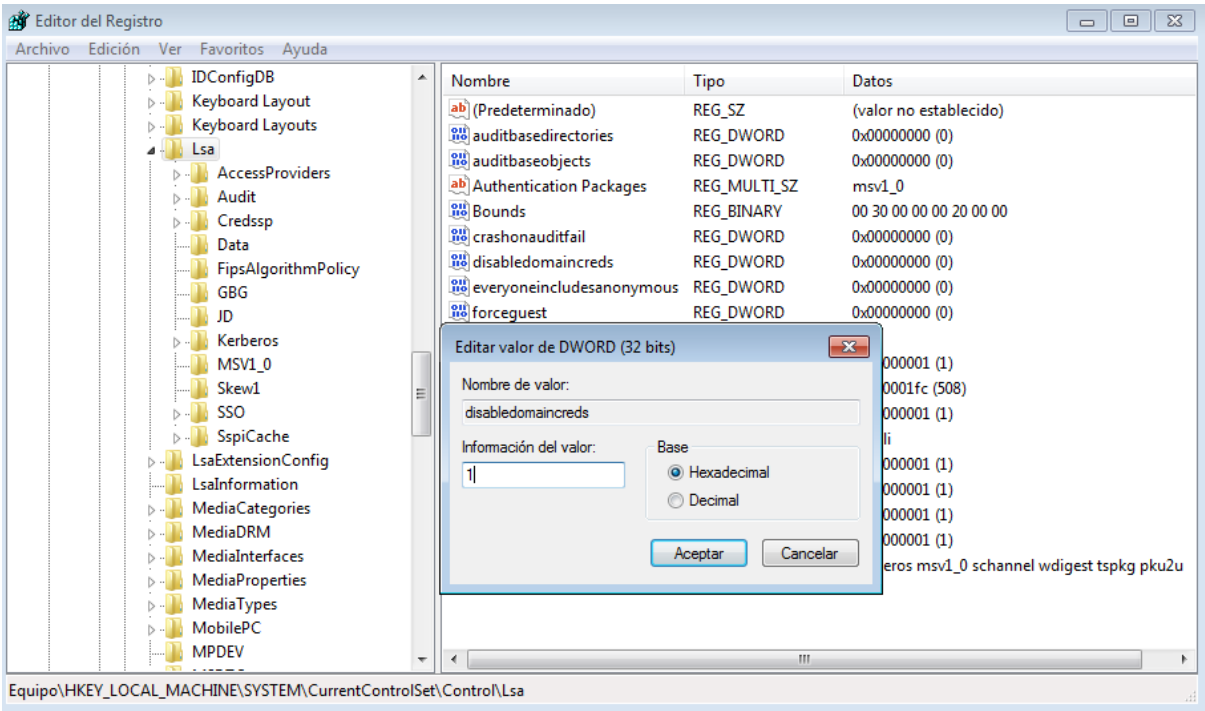 Editor del Registro
Archivo Edición Ver Favoritos Ayuda
IDConfigDB
Keyboard Layout
Keyboard Layouts
Lsa
AccessProviders
Audit
Credssp
Data
FipsAlgorithmPolicy
GBG
JD
Kerberos
MSV1_0
Skew1
SSO
SspiCache
LsaExtensionConfig
LsaInformation
MediaCategories
MediaDRM
MediaInterfaces
MediaProperties
MediaTypes
MobilePC
MPDEV
Nombre Tipo Datos
(Predeterminado) REG_SZ (valor no establecido)
auditbasedirectories REG_DWORD 0x00000000 (0)
auditbaseobjects REG_DWORD 0x00000000 (0)
Authentication Packages REG_MULTI_SZ msv1_0
Bounds REG_BINARY 00 30 00 00 00 20 00 00
crashonauditfail REG_DWORD 0x00000000 (0)
disabledomaincreds REG_DWORD 0x00000000 (0)
everyoneincludesanonymous REG_DWORD 0x00000000 (0)
forceguest REG_DWORD 0x00000000 (0)
000001 (1)
0001fc (508)
000001 (1)
li
000001 (1)
000001 (1)
000001 (1)
000001 (1)
eros msv1_0 schannel wdigest tspkg pku2u
Editar valor de DWORD (32 bits)
Nombre de valor:
disabledomaincreds
Información del valor:
1
Base
Hexadecimal
Decimal
Aceptar Cancelar
Equipo\HKEY_LOCAL_MACHINE\SYSTEM\CurrentControlSet\Control\Lsa